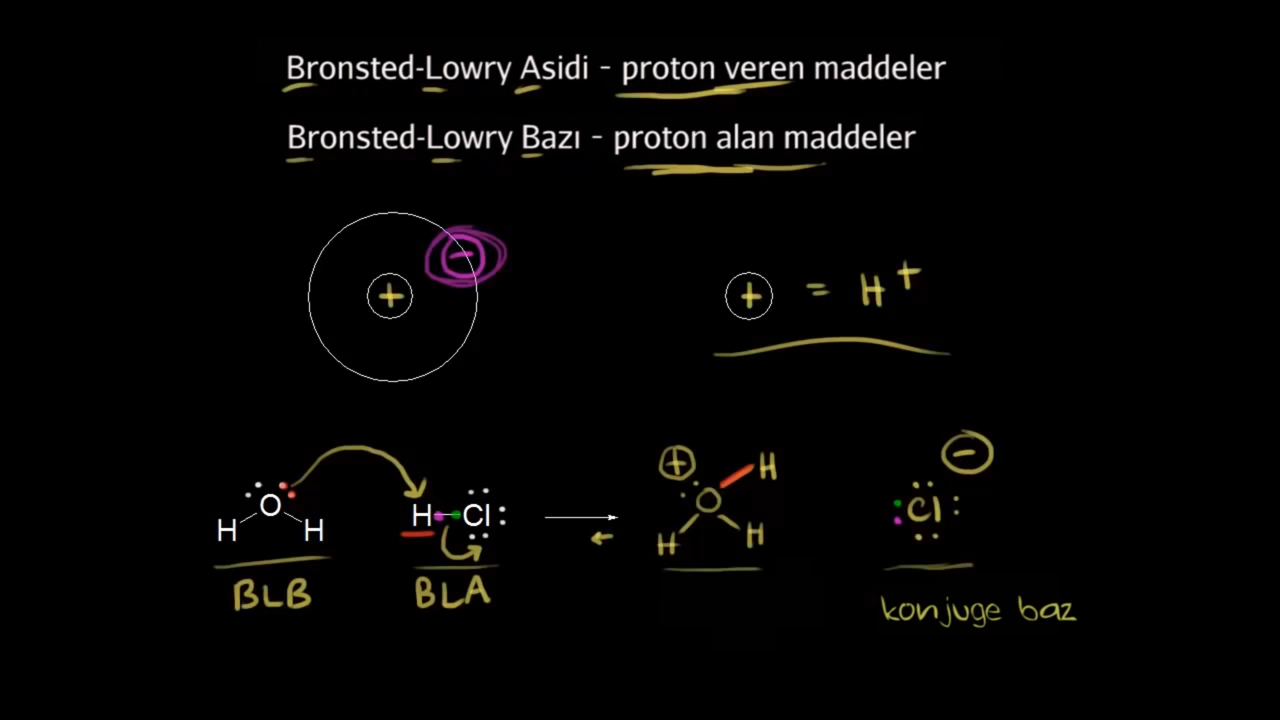 Bronsted-Lowry Asidi - proton veren maddeler
Bronsted-Lowry Bazı - proton alan maddeler
+ - + = H+
H O H H Cl + O H H H Cl -
BLB BLA
konjuge baz